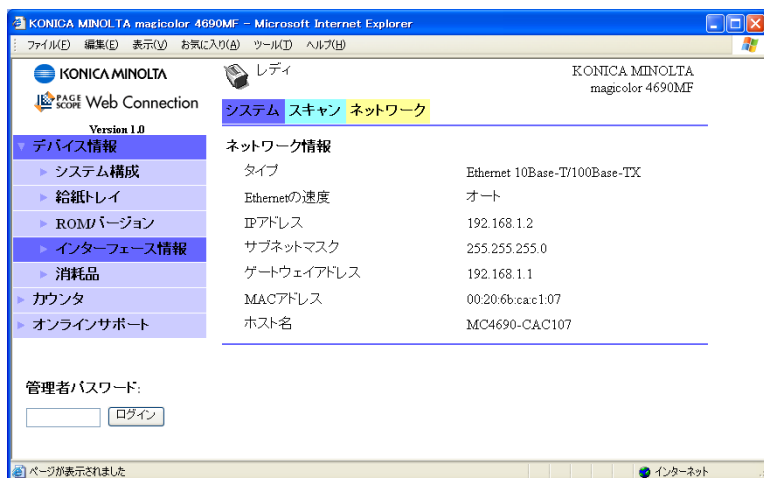 KONICA MINOLTA magicolor 4690MF - Microsoft Internet Explorer
ファイル(F) 編集(E) 表示(V) お気に入り(A) ツール(T) ヘルプ(H)
KONICA MINOLTA
PAGE SCOPE Web Connection
Version 1.0
レディ
KONICA MINOLTA
magicolor 4690MF
システム スキャン ネットワーク
デバイス情報
システム構成
給紙トレイ
ROMバージョン
インターフェース情報
消耗品
カウンタ
オンラインサポート
管理者パスワード:
ログイン
ネットワーク情報
タイプ Ethernet 10Base-T/100Base-TX
Ethernetの速度 オート
IPアドレス 192.168.1.2
サブネットマスク 255.255.255.0
ゲートウェイアドレス 192.168.1.1
MACアドレス 00:20:6b:ca:c1:07
ホスト名 MC4690-CAC107
ページが表示されました インターネット